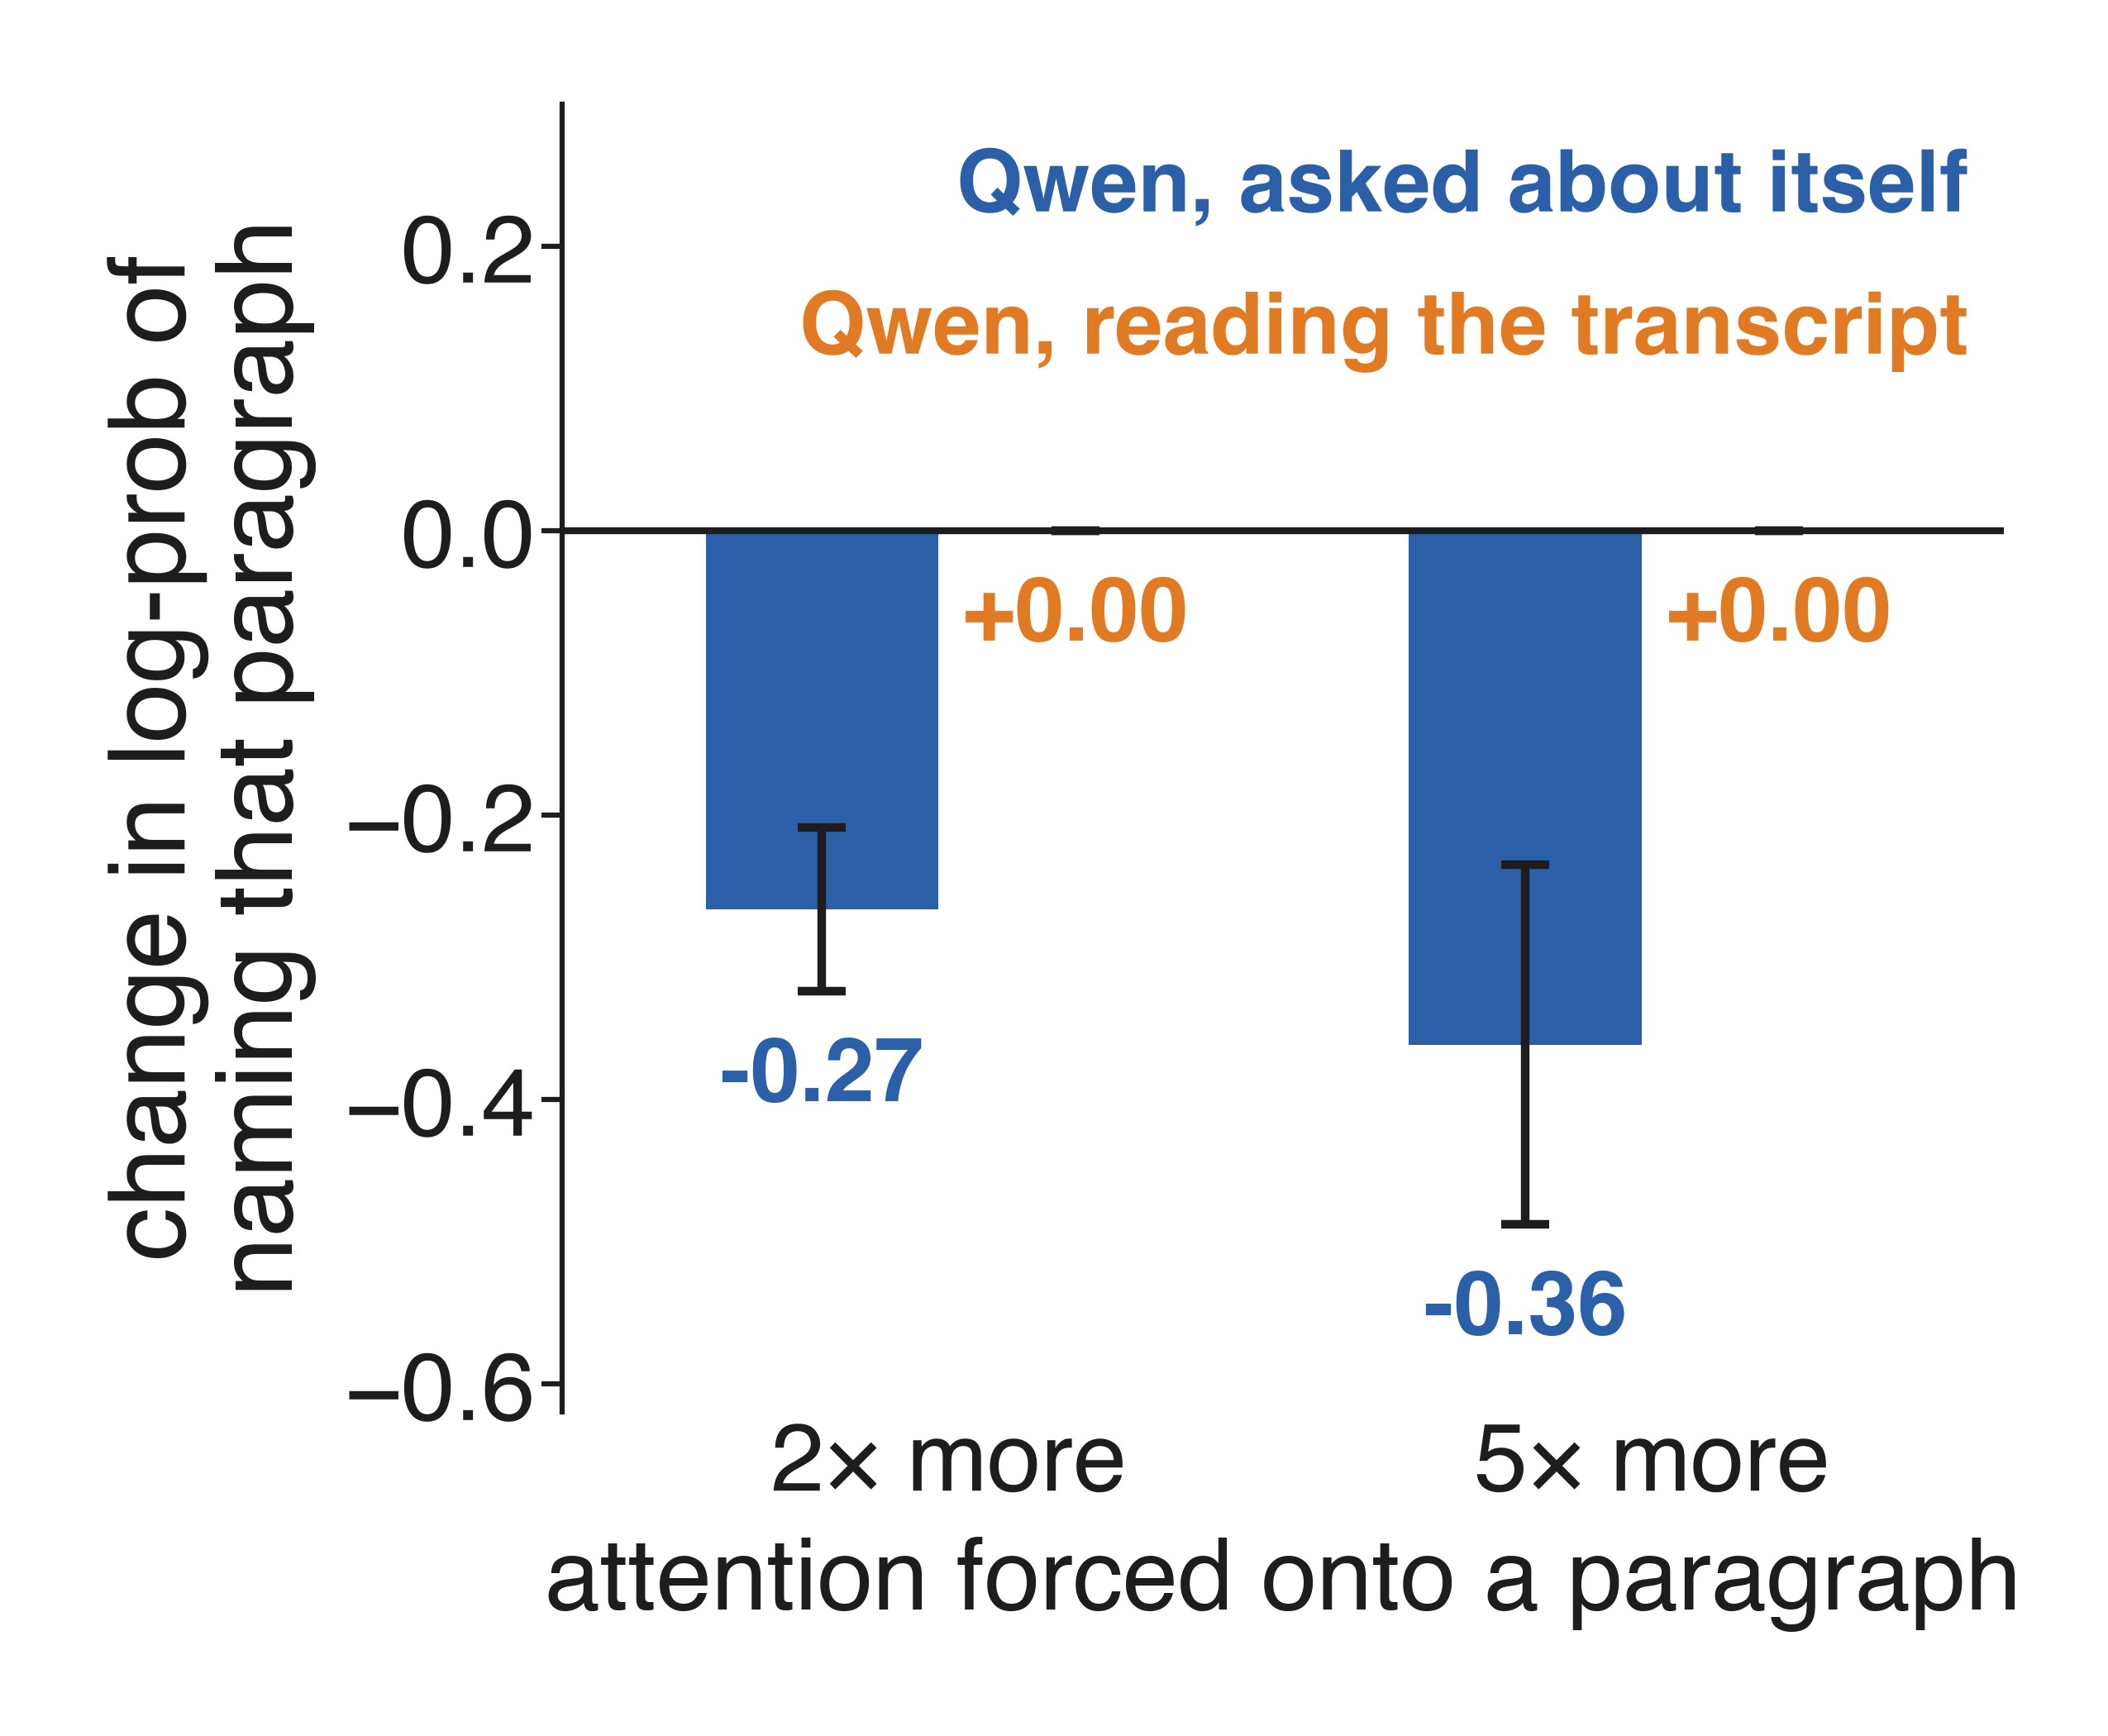 Qwen, asked about itself
Qwen, reading the transcript
change in log-prob of
naming that paragraph
0.2
0.0
−0.2
−0.4
−0.6
+0.00
+0.00
-0.27
-0.36
2× more
5× more
attention forced onto a paragraph